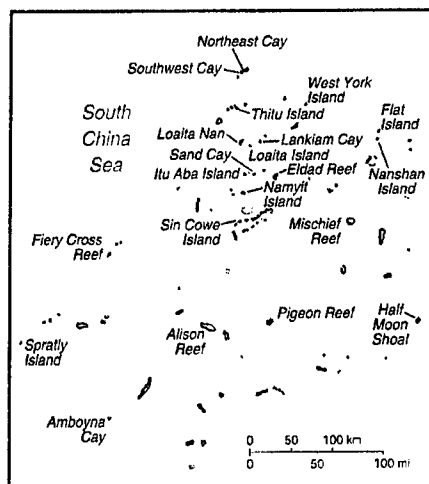 Northeast Cay
Southwest Cay
West York
Island
South
China
Sea
Thilu Island
Flat
Island
Loaita Nan
Lankiam Cay
Sand Cay
Loaita Island
Itu Aba Island
Eldad Reef
Nanshan
Island
Namyit
Island
Sin Cowe
Island
Mischief
Reef
Fiery Cross
Reef
Spratly
Island
Alison
Reef
Pigeon Reef
Half
Moon
Shoal
Amboyna
Cay
0 50 100 km
0 50 100 mi